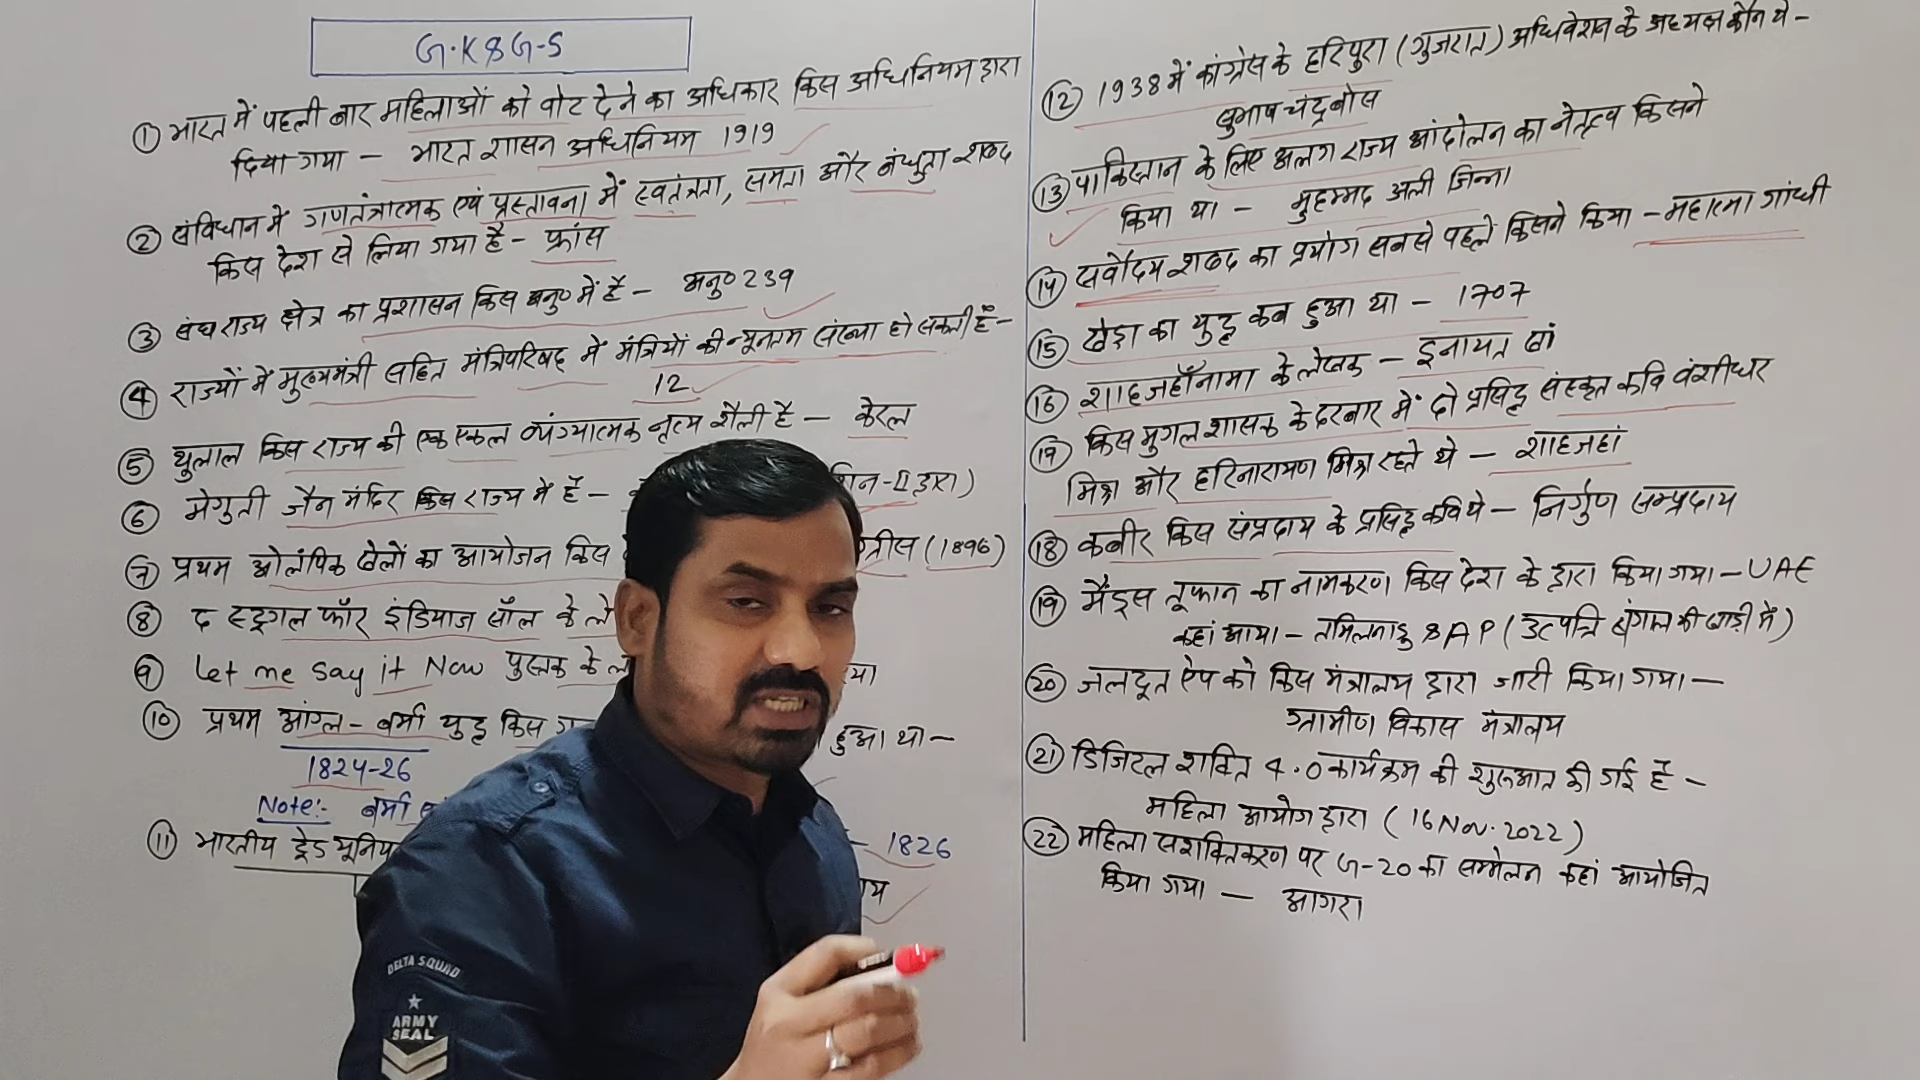 G.K & G-S
① भारत में पहली बार महिलाओं को वोट देने का अधिकार किस अधिनियम द्वारा
दिया गया — भारत शासन अधिनियम 1919
② संविधान में गणतंत्रात्मक एवं प्रस्तावना में स्वतंत्रता, समता और बंधुता शब्द
किस देश से लिया गया है - फ्रांस
③ संघ राज्य क्षेत्र का प्रशासन किस अनु० में है - अनु० 239
④ राज्यों में मुख्यमंत्री सहित मंत्रिपरिषद में मंत्रियों की न्यूनतम संख्या हो सकती है -
12
⑤ थुलाल किस राज्य की एक एकल व्यंग्यात्मक नृत्य शैली है — केरल
⑥ मेगुती जैन मंदिर किस राज्य में है - द्वारा)
⑦ प्रथम ओलंपिक खेलों का आयोजन किस ग्रीस (1896)
⑧ द स्ट्रगल फॉर इंडियाज सॉल के ले
⑨ Let me say it Now पुस्तक के ले
⑩ प्रथम आंग्ल - बर्मा युद्ध किस हुआ था —
1824-26
Note:- बर्मा
⑪ भारतीय ट्रेड यूनिय — 1826
⑫ 1938 में कांग्रेस के हरिपुरा (गुजरात) अधिवेशन के अध्यक्ष कौन थे -
सुभाष चंद्र बोस
⑬ पाकिस्तान के लिए अलग राज्य आंदोलन का नेतृत्व किसने
किया था - मुहम्मद अली जिन्ना
⑭ सर्वोदय शब्द का प्रयोग सबसे पहले किसने किया - महात्मा गांधी
⑮ खेड़ा का युद्ध कब हुआ था - 1707
⑯ शाहजहाँनामा के लेखक - इनायत खां
⑰ किस मुगल शासक के दरबार में दो प्रसिद्ध संस्कृत कवि वंशीधर
मिश्र और हरिनारायण मिश्र रहते थे — शाहजहां
⑱ कबीर किस संप्रदाय के प्रसिद्ध कवि थे - निर्गुण सम्प्रदाय
⑲ मैंडूस तूफान का नामकरण किस देश के द्वारा किया गया - UAE
कहां आया - तमिलनाडु & AP (उत्पत्ति बंगाल की खाड़ी में)
⑳ जलदूत ऐप को किस मंत्रालय द्वारा जारी किया गया -
ग्रामीण विकास मंत्रालय
㉑ डिजिटल शक्ति 4.0 कार्यक्रम की शुरुआत की गई है -
महिला आयोग द्वारा (16 Nov. 2022)
㉒ महिला सशक्तिकरण पर G-20 का सम्मेलन कहां आयोजित
किया गया — आगरा
DELTA SQUAD
ARMY
SEAL